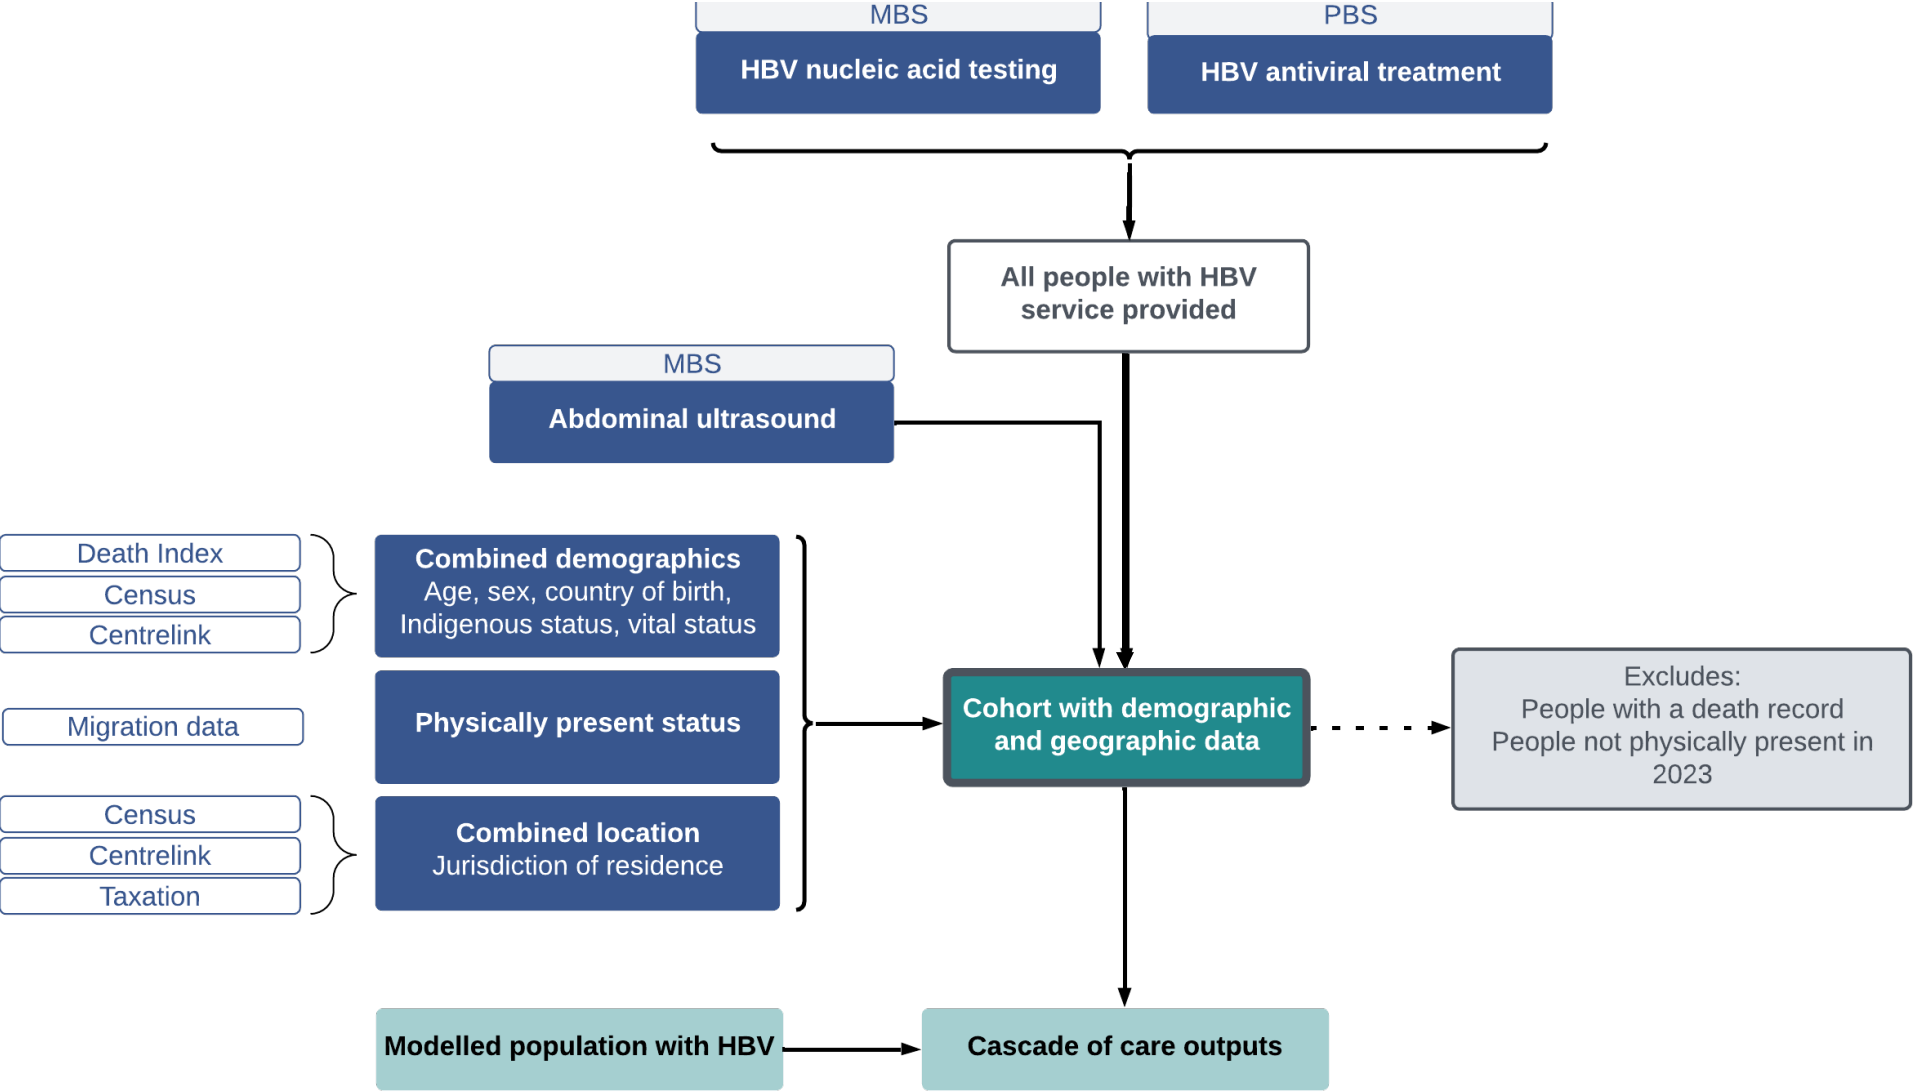 MBS
PBS
HBV nucleic acid testing
HBV antiviral treatment
All people with HBV
service provided
MBS
Abdominal ultrasound
Death Index
Census
Centrelink
Combined demographics
Age, sex, country of birth,
Indigenous status, vital status
Migration data
Physically present status
Census
Centrelink
Taxation
Combined location
Jurisdiction of residence
Cohort with demographic
and geographic data
Excludes:
People with a death record
People not physically present in
2023
Modelled population with HBV
Cascade of care outputs